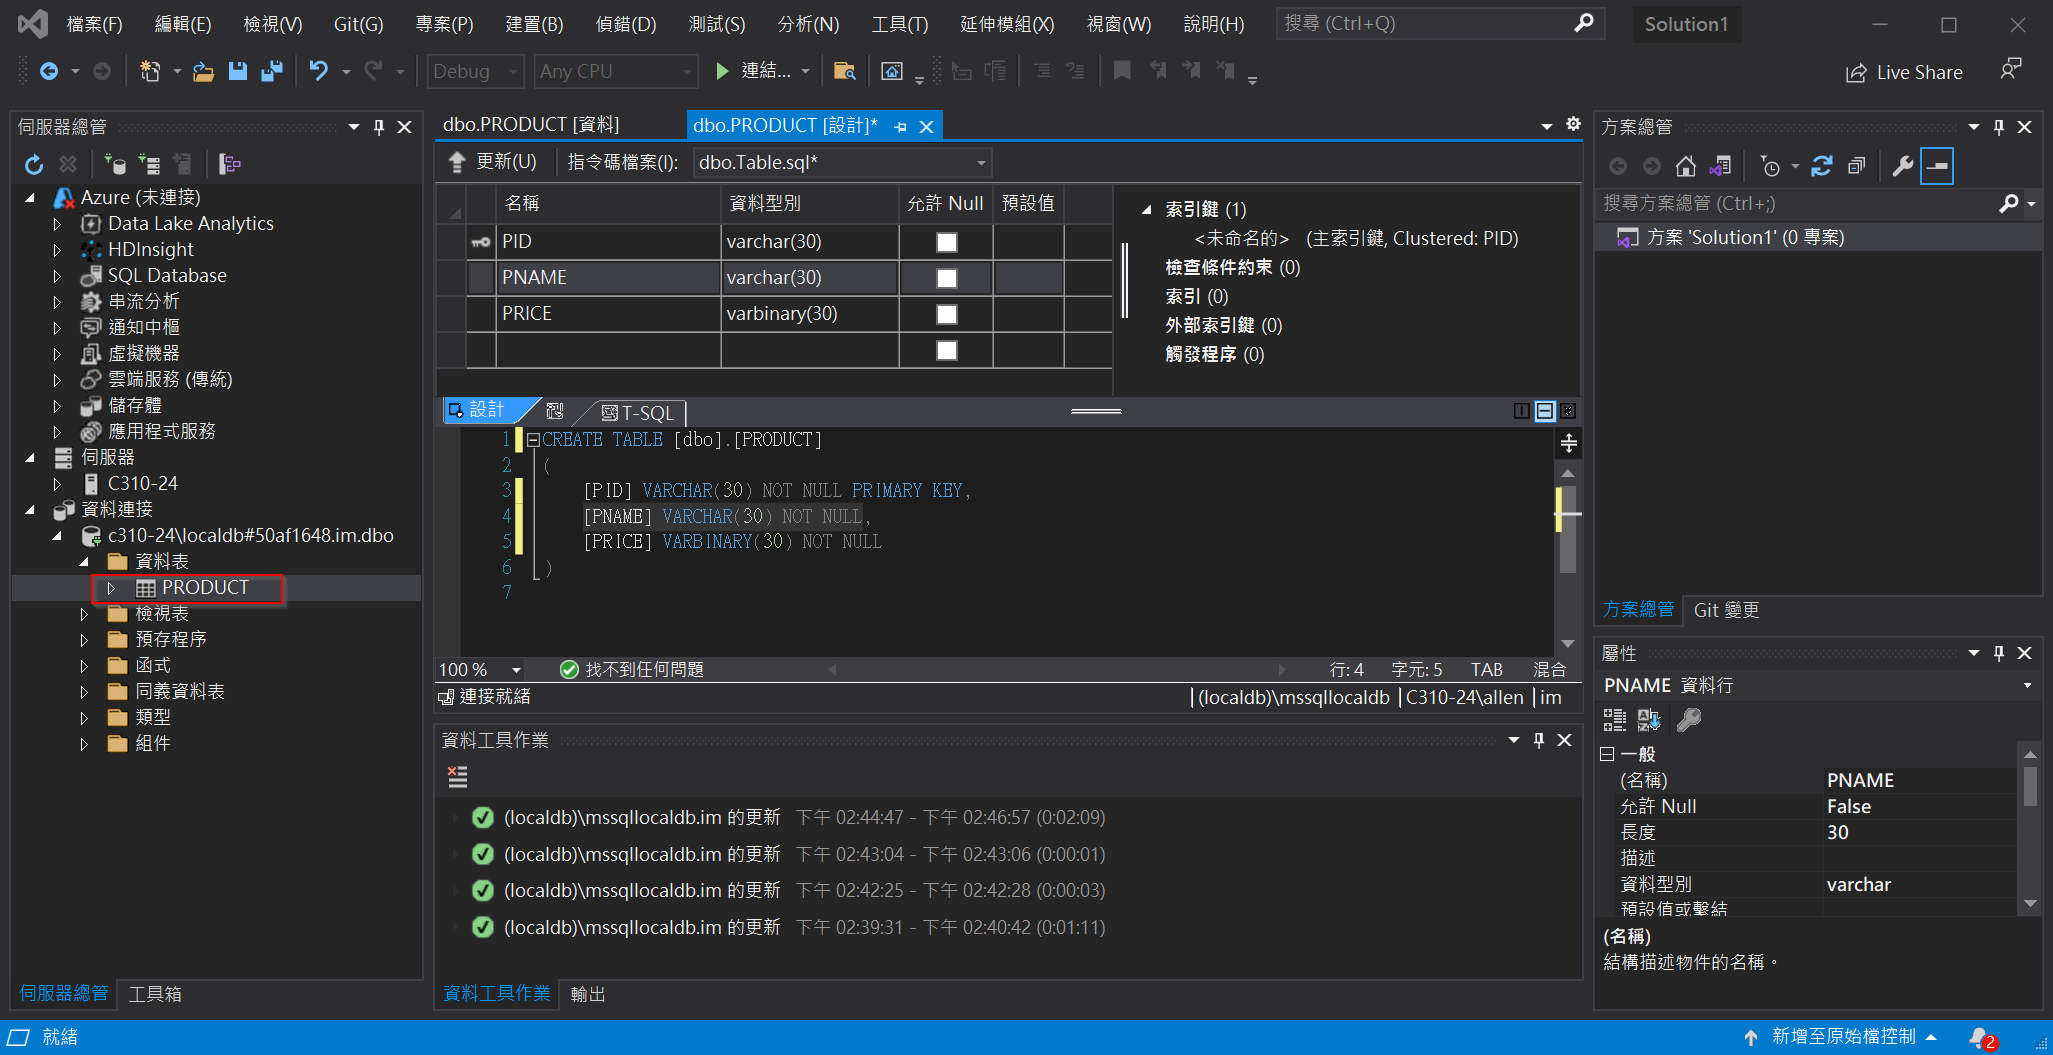 檔案(F) 編輯(E) 檢視(V) Git(G) 專案(P) 建置(B) 偵錯(D) 測試(S) 分析(N) 工具(T) 延伸模組(X) 視窗(W) 說明(H) 搜尋 (Ctrl+Q) Solution1
Debug Any CPU 連結... Live Share
伺服器總管
Azure (未連接)
Data Lake Analytics
HDInsight
SQL Database
串流分析
通知中樞
虛擬機器
雲端服務 (傳統)
儲存體
應用程式服務
伺服器
C310-24
資料連接
c310-24\localdb#50af1648.im.dbo
資料表
PRODUCT
檢視表
預存程序
函式
同義資料表
類型
組件
伺服器總管 工具箱
dbo.PRODUCT [資料] dbo.PRODUCT [設計]*
更新(U) 指令碼檔案(I): dbo.Table.sql*
名稱 資料型別 允許 Null 預設值
PID varchar(30)
PNAME varchar(30)
PRICE varbinary(30)
索引鍵 (1)
<未命名的> (主索引鍵, Clustered: PID)
檢查條件約束 (0)
索引 (0)
外部索引鍵 (0)
觸發程序 (0)
設計 T-SQL
1 CREATE TABLE [dbo].[PRODUCT]
2 (
3 [PID] VARCHAR(30) NOT NULL PRIMARY KEY,
4 [PNAME] VARCHAR(30) NOT NULL,
5 [PRICE] VARBINARY(30) NOT NULL
6 )
7
100 % 找不到任何問題 行: 4 字元: 5 TAB 混合
連接就緒 (localdb)\mssqllocaldb C310-24\allen im
資料工具作業
(localdb)\mssqllocaldb.im 的更新 下午 02:44:47 - 下午 02:46:57 (0:02:09)
(localdb)\mssqllocaldb.im 的更新 下午 02:43:04 - 下午 02:43:06 (0:00:01)
(localdb)\mssqllocaldb.im 的更新 下午 02:42:25 - 下午 02:42:28 (0:00:03)
(localdb)\mssqllocaldb.im 的更新 下午 02:39:31 - 下午 02:40:42 (0:01:11)
資料工具作業 輸出
方案總管
搜尋方案總管 (Ctrl+;)
方案 'Solution1' (0 專案)
方案總管 Git 變更
屬性
PNAME 資料行
一般
(名稱) PNAME
允許 Null False
長度 30
描述
資料型別 varchar
預設值或繫結
(名稱)
結構描述物件的名稱。
就緒 新增至原始檔控制 2